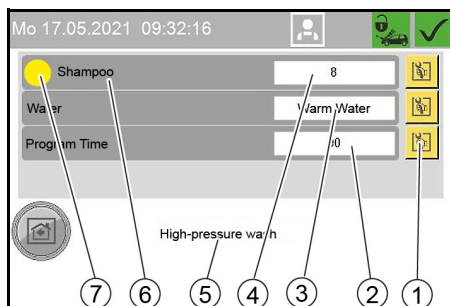 Mo 17.05.2021 09:32:16
Shampoo 8
Water Warm Water
Program Time
High-pressure wash
7 6 5 4 3 2 1